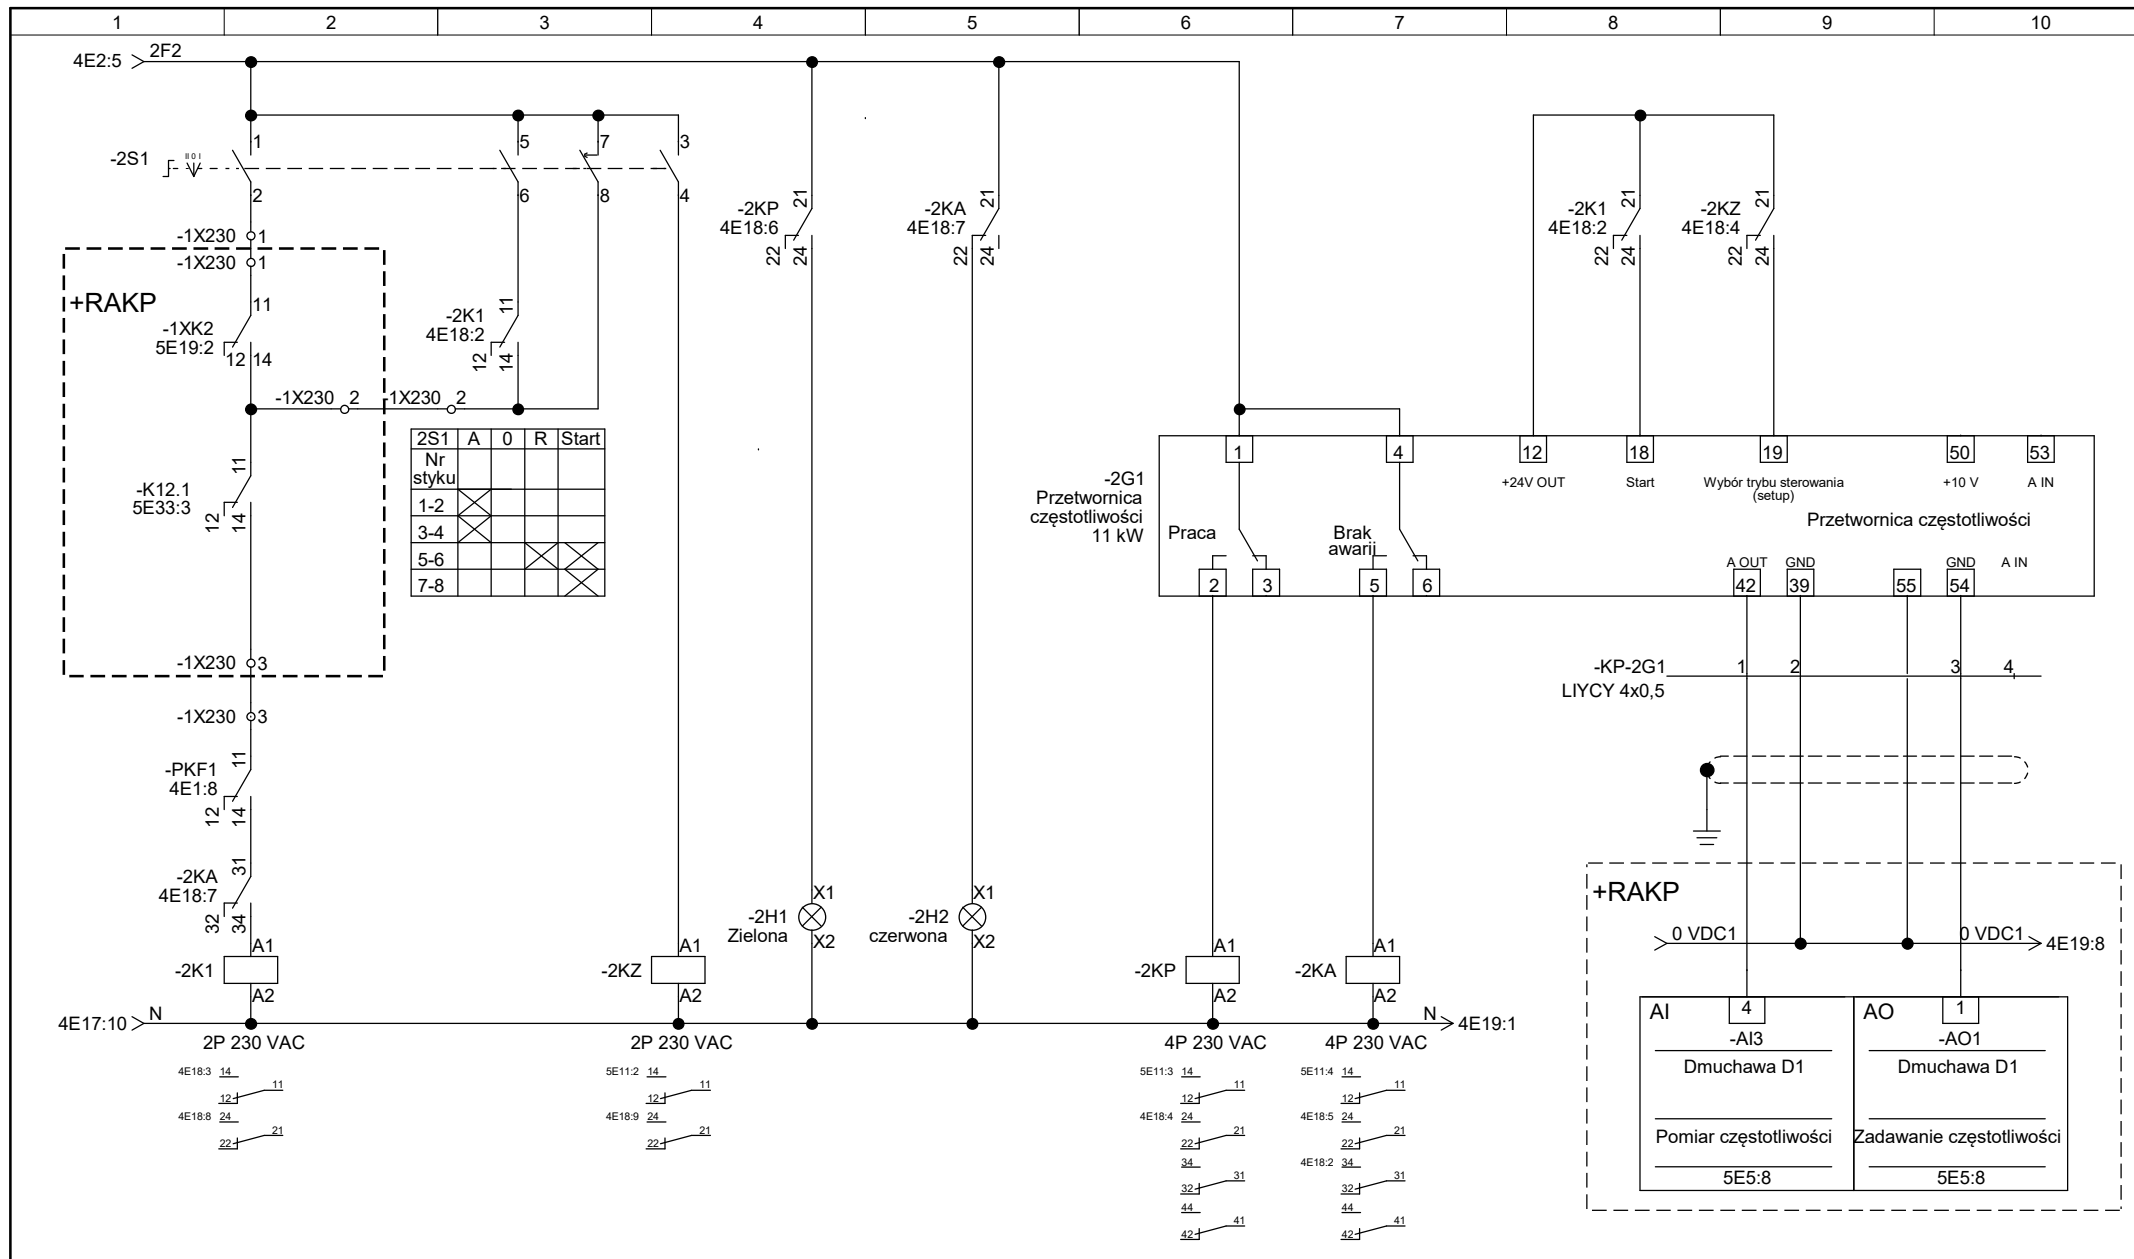 1 2 3 4 5 6 7 8 9 10
4E2:5 2F2
1 5 7 3
-2S1 II 0 I
2 6 8 4
-2KP 21
4E18:6
22 24
-2KA 21
4E18:7
22 24
-2K1 21
4E18:2
22 24
-2KZ 21
4E18:4
22 24
-1X230 1
-1X230 1
+RAKP
11
-1XK2
5E19:2
12 14
-2K1 11
4E18:2
12 14
-1X230 2 -1X230 2
11
-K12.1
5E33:3
12 14
2S1 A 0 R Start
Nr
styku
1-2
3-4
5-6
7-8
-2G1
Przetwornica
częstotliwości
11 kW
1 4 12 18 19 50 53
+24V OUT Start Wybór trybu sterowania
(setup)
+10 V A IN
Przetwornica częstotliwości
Praca Brak
awarii
A OUT GND GND A IN
2 3 5 6 42 39 55 54
-1X230 3
-1X230 3
-KP-2G1 1 2 3 4
LIYCY 4x0,5
11
-PKF1
4E1:8
12 14
31
-2KA
4E18:7
32 34
X1
-2H1
Zielona
X2
X1
-2H2
czerwona
X2
+RAKP
0 VDC1 0 VDC1 4E19:8
A1 A1 A1 A1
-2K1 -2KZ -2KP -2KA
A2 A2 A2 A2
4E17:10 N N 4E19:1
2P 230 VAC 2P 230 VAC 4P 230 VAC 4P 230 VAC
4E18:3 14 5E11:2 14 5E11:3 14 5E11:4 14
11 11 11 11
12 12 12 12
4E18:8 24 4E18:9 24 4E18:4 24 4E18:5 24
21 21 21 21
22 22 22 22
34 4E18:2 34
31 31
32 32
44 44
41 41
42 42
AI 4 AO 1
-AI3 -AO1
Dmuchawa D1 Dmuchawa D1
Pomiar częstotliwości Zadawanie częstotliwości
5E5:8 5E5:8